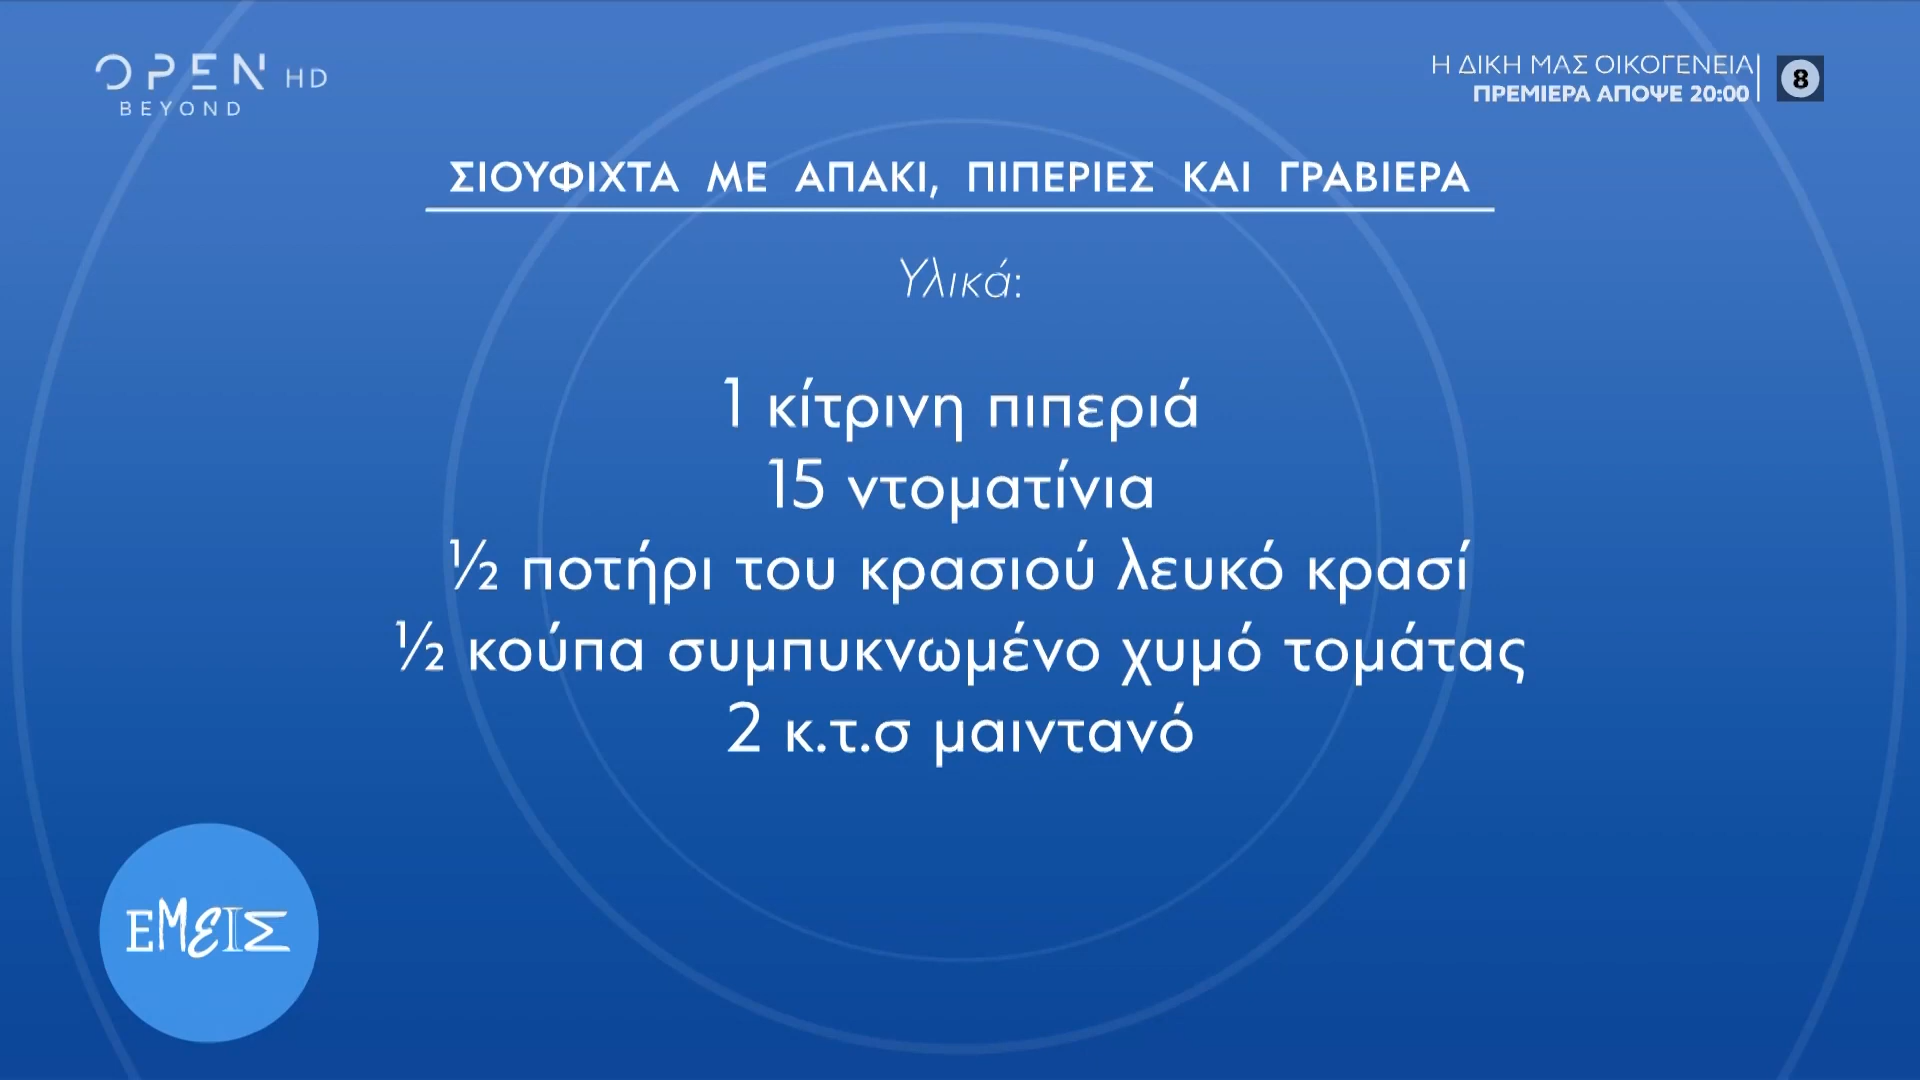 OPEN HD
BEYOND
Η ΔΙΚΗ ΜΑΣ ΟΙΚΟΓΕΝΕΙΑ
ΠΡΕΜΙΕΡΑ ΑΠΟΨΕ 20:00
8
ΣΙΟΥΦΙΧΤΑ ΜΕ ΑΠΑΚΙ, ΠΙΠΕΡΙΕΣ ΚΑΙ ΓΡΑΒΙΕΡΑ
Υλικά:
1 κίτρινη πιπεριά
15 ντοματίνια
½ ποτήρι του κρασιού λευκό κρασί
½ κούπα συμπυκνωμένο χυμό τομάτας
2 κ.τ.σ μαιντανό
ΕΜΕΙΣ